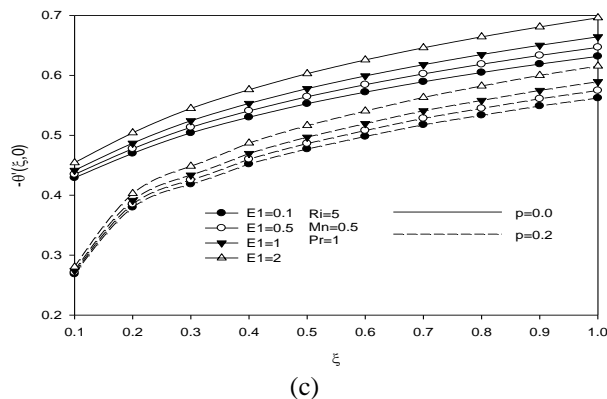 0.7
0.6
0.5
0.4
0.3
0.2
-θ'(ξ,0)
E1=0.1
E1=0.5
E1=1
E1=2
Ri=5
Mn=0.5
Pr=1
p=0.0
p=0.2
0.1 0.2 0.3 0.4 0.5 0.6 0.7 0.8 0.9 1.0
ξ
(c)